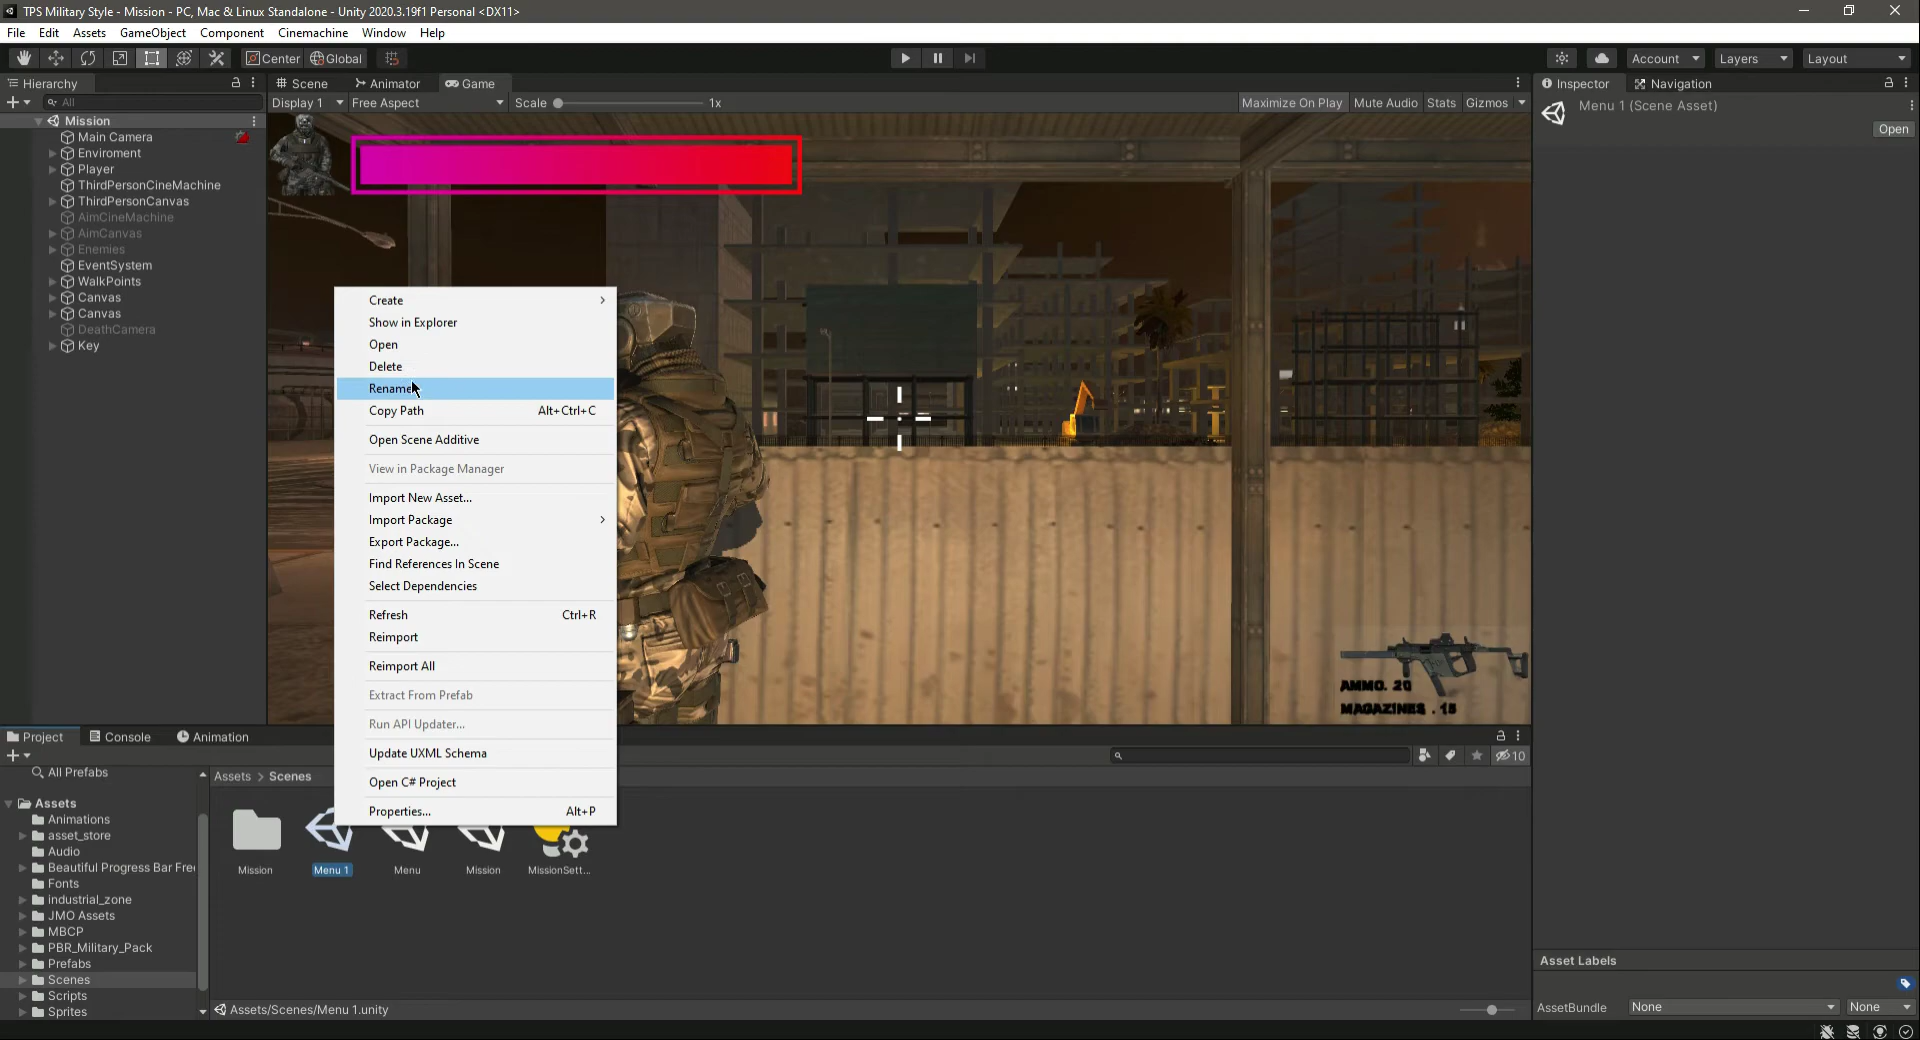 TPS Military Style - Mission - PC, Mac & Linux Standalone - Unity 2020.3.19f1 Personal <DX11>
File Edit Assets GameObject Component Cinemachine Window Help
Center Global Account Layers Layout
Hierarchy
All
Mission
Main Camera
Enviroment
Player
ThirdPersonCineMachine
ThirdPersonCanvas
AimCineMachine
AimCanvas
Enemies
EventSystem
WalkPoints
Canvas
Canvas
DeathCamera
Key
Scene Animator Game
Display 1 Free Aspect Scale 1x Maximize On Play Mute Audio Stats Gizmos
AMMO. 20
MAGAZINES . 15
Create
Show in Explorer
Open
Delete
Rename
Copy Path Alt+Ctrl+C
Open Scene Additive
View in Package Manager
Import New Asset...
Import Package
Export Package...
Find References In Scene
Select Dependencies
Refresh Ctrl+R
Reimport
Reimport All
Extract From Prefab
Run API Updater...
Update UXML Schema
Open C# Project
Properties... Alt+P
Inspector Navigation
Menu 1 (Scene Asset)
Open
Project Console Animation
10
All Prefabs
Assets
Animations
asset_store
Audio
Beautiful Progress Bar Free
Fonts
industrial_zone
JMO Assets
MBCP
PBR_Military_Pack
Prefabs
Scenes
Scripts
Sprites
Assets > Scenes
Mission Menu 1 Menu Mission MissionSett...
Assets/Scenes/Menu 1.unity
Asset Labels
AssetBundle None None